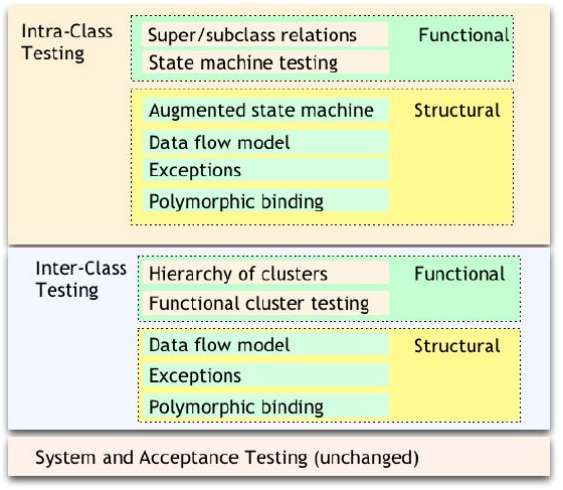 Intra-Class Testing
Super/subclass relations
Functional
State machine testing
Augmented state machine
Structural
Data flow model
Exceptions
Polymorphic binding
Inter-Class Testing
Hierarchy of clusters
Functional
Functional cluster testing
Data flow model
Structural
Exceptions
Polymorphic binding
System and Acceptance Testing (unchanged)